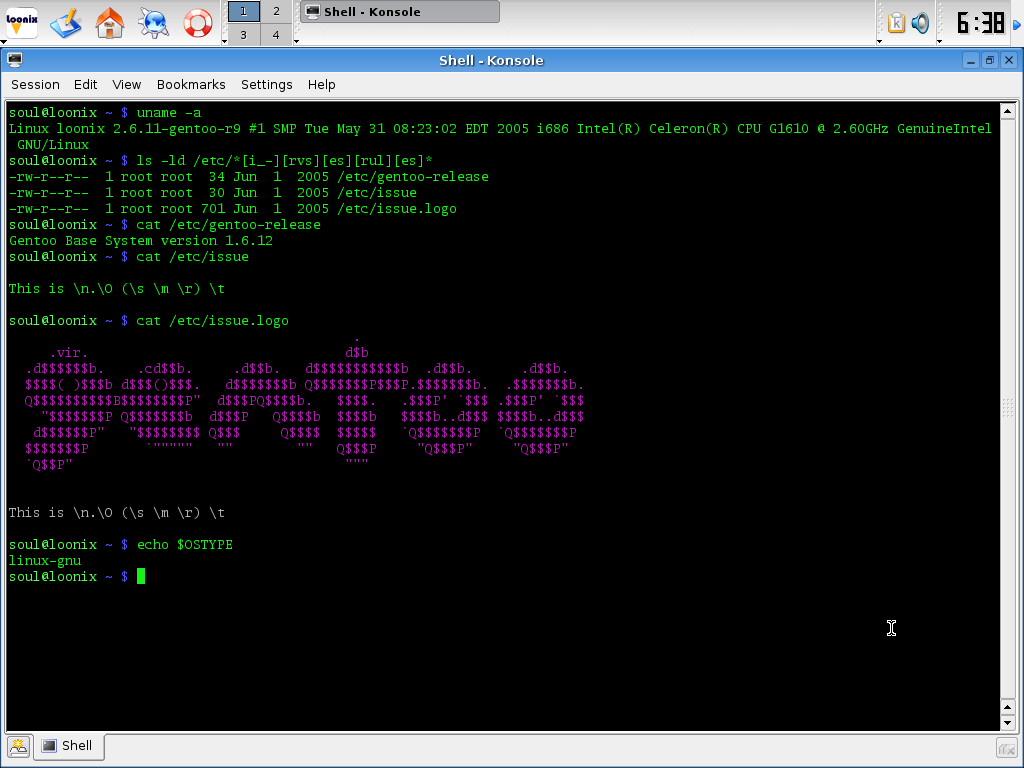 loonix
1 2
3 4
Shell - Konsole
6:38
Shell - Konsole
Session Edit View Bookmarks Settings Help
soul@loonix ~ $ uname -a
Linux loonix 2.6.11-gentoo-r9 #1 SMP Tue May 31 08:23:02 EDT 2005 i686 Intel(R) Celeron(R) CPU G1610 @ 2.60GHz GenuineIntel
 GNU/Linux
soul@loonix ~ $ ls -ld /etc/*[i_-][rvs][es][rul][es]*
-rw-r--r--  1 root root  34 Jun  1  2005 /etc/gentoo-release
-rw-r--r--  1 root root  30 Jun  1  2005 /etc/issue
-rw-r--r--  1 root root 701 Jun  1  2005 /etc/issue.logo
soul@loonix ~ $ cat /etc/gentoo-release
Gentoo Base System version 1.6.12
soul@loonix ~ $ cat /etc/issue
This is \n.\O (\s \m \r) \t
soul@loonix ~ $ cat /etc/issue.logo
                                           .
     .vir.                                d$b
  .d$$$$$$b.    .cd$$b.     .d$$b.   d$$$$$$$$$$$b  .d$$b.      .d$$b.
  $$$$( )$$$b d$$$()$$$.   d$$$$$$$b Q$$$$$$$P$$$P.$$$$$$$b.  .$$$$$$$b.
  Q$$$$$$$$$$B$$$$$$$$P"  d$$$PQ$$$$b.   $$$$.   .$$$P' `$$$ .$$$P' `$$$
    "$$$$$$$P Q$$$$$$$b  d$$$P   Q$$$$b  $$$$b   $$$$b..d$$$ $$$$b..d$$$
   d$$$$$$P"   "$$$$$$$$ Q$$$     Q$$$$  $$$$$   `Q$$$$$$$P  `Q$$$$$$$P
  $$$$$$$P       `"""""   ""        ""   Q$$$P     "Q$$$P"     "Q$$$P"
  `Q$$P"                                  """
This is \n.\O (\s \m \r) \t
soul@loonix ~ $ echo $OSTYPE
linux-gnu
soul@loonix ~ $
Shell